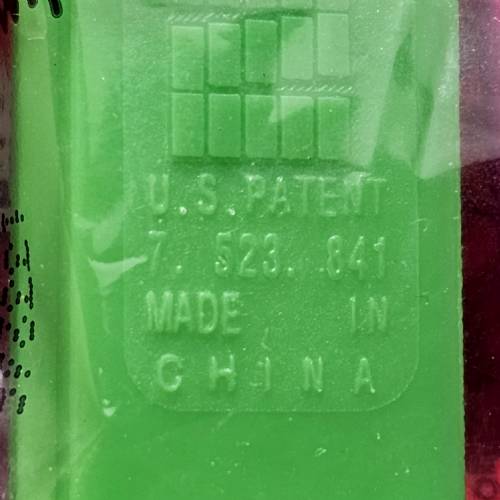 U.S. PATENT
7. 523. 841
MADE IN
CHINA